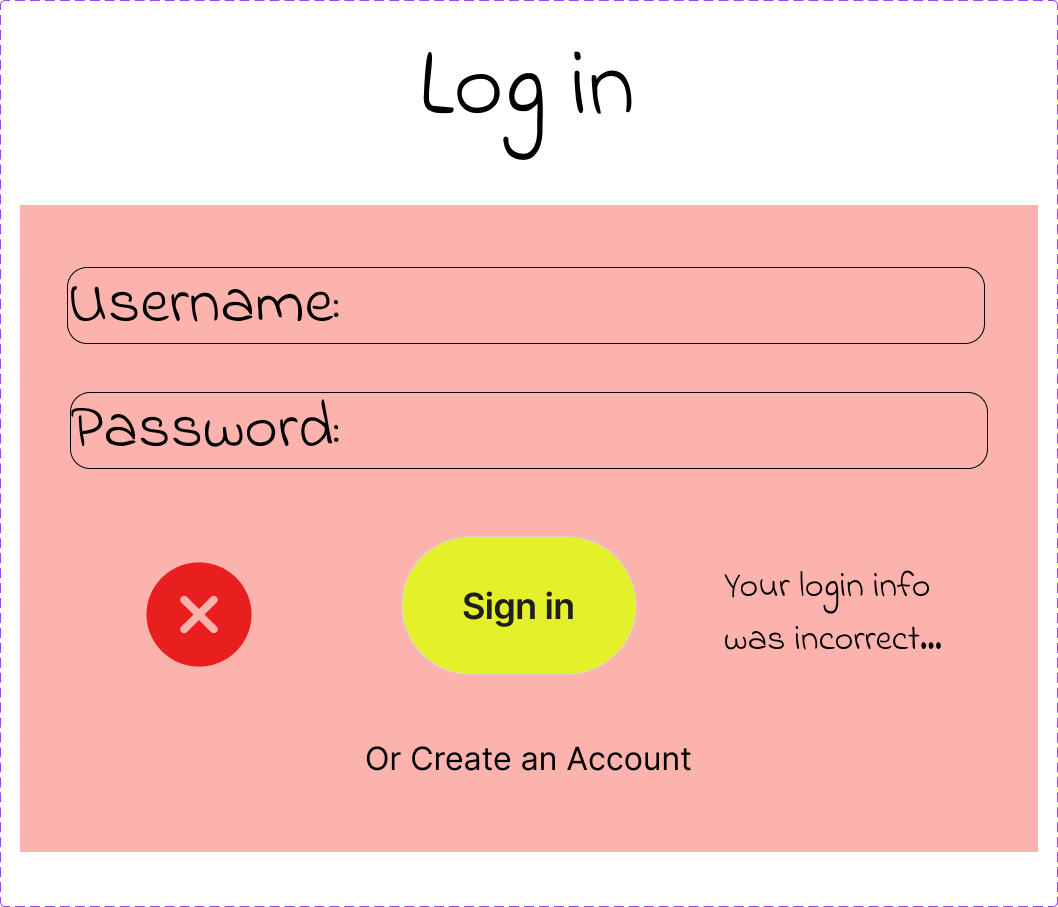 Log in
Username:
Password:
Sign in
Your login info
was incorrect...
Or Create an Account